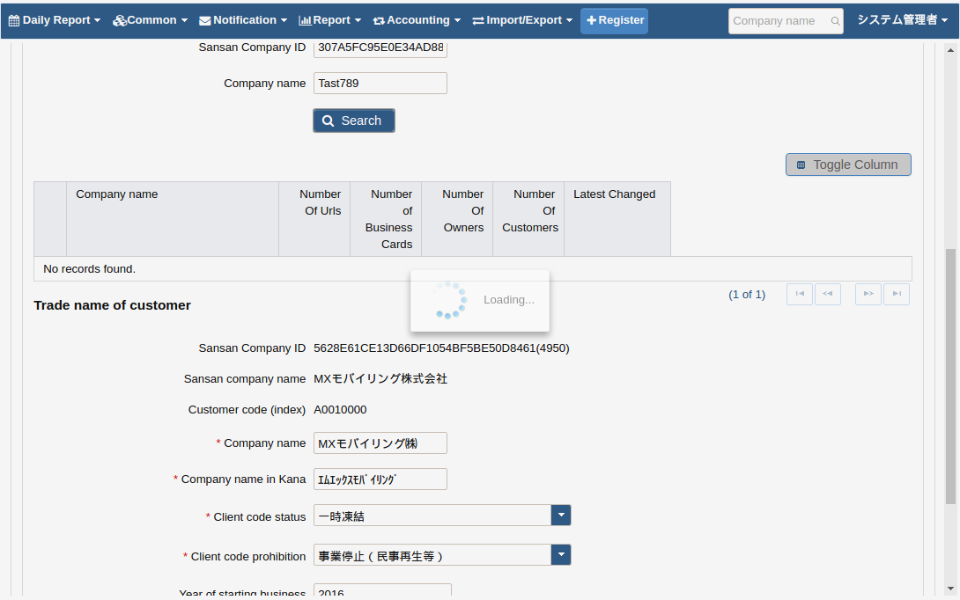 Daily Report Common Notification Report Accounting Import/Export Register Company name システム管理者
Sansan Company ID 307A5FC95E0E34AD88
Company name Tast789
Search
Toggle Column
Company name Number Of Urls Number of Business Cards Number Of Owners Number Of Customers Latest Changed
No records found.
Loading...
(1 of 1)
Trade name of customer
Sansan Company ID 5628E61CE13D66DF1054BF5BE50D8461(4950)
Sansan company name MXモバイリング株式会社
Customer code (index) A0010000
* Company name MXモバイリング㈱
* Company name in Kana ｴﾑｴｯｸｽﾓﾊﾞｲﾘﾝｸﾞ
* Client code status 一時凍結
* Client code prohibition 事業停止（民事再生等）
Year of starting business 2016